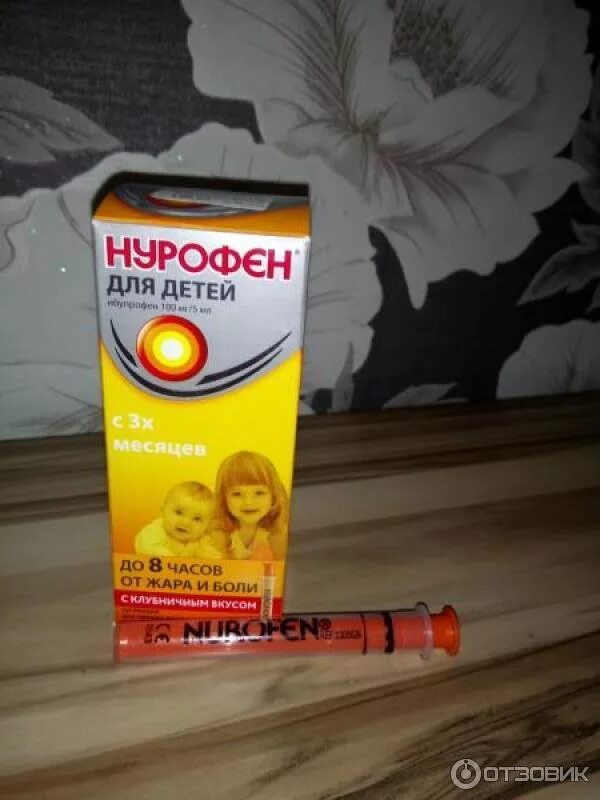 НУРОФЕН®
ДЛЯ ДЕТЕЙ
ибупрофен 100 мг/5 мл
с 3х
месяцев
ДО 8 ЧАСОВ
ОТ ЖАРА И БОЛИ
С КЛУБНИЧНЫМ ВКУСОМ
CE NUROFEN®
ОТЗОВИК